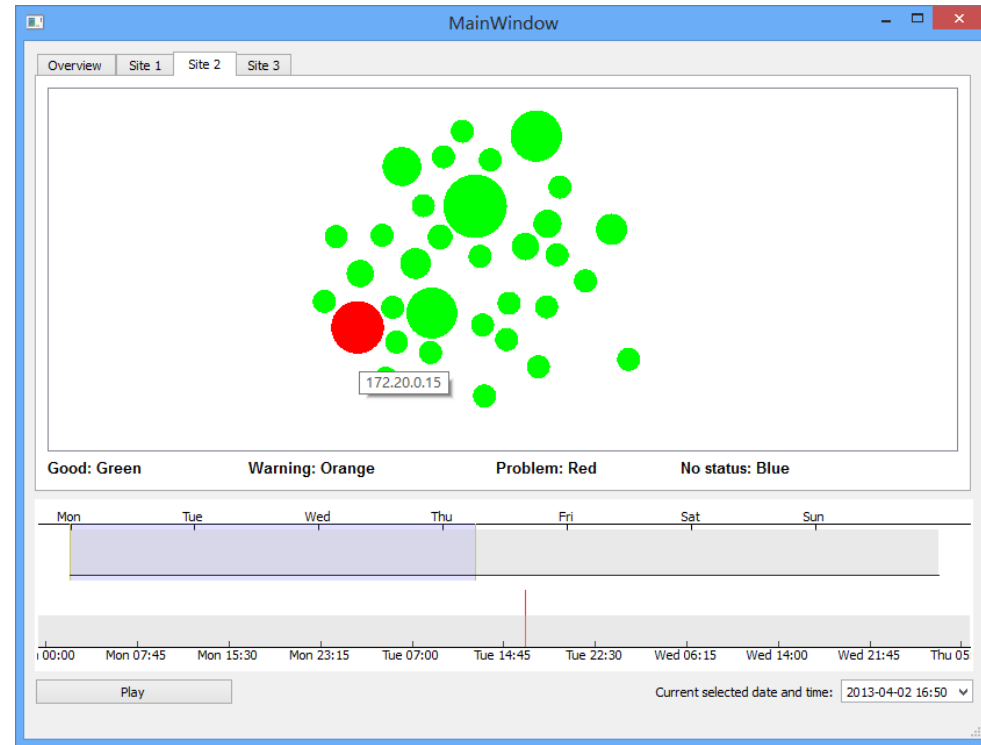 MainWindow
Overview Site 1 Site 2 Site 3
172.20.0.15
Good: Green Warning: Orange Problem: Red No status: Blue
Mon Tue Wed Thu Fri Sat Sun
00:00 Mon 07:45 Mon 15:30 Mon 23:15 Tue 07:00 Tue 14:45 Tue 22:30 Wed 06:15 Wed 14:00 Wed 21:45 Thu 05
Play Current selected date and time: 2013-04-02 16:50